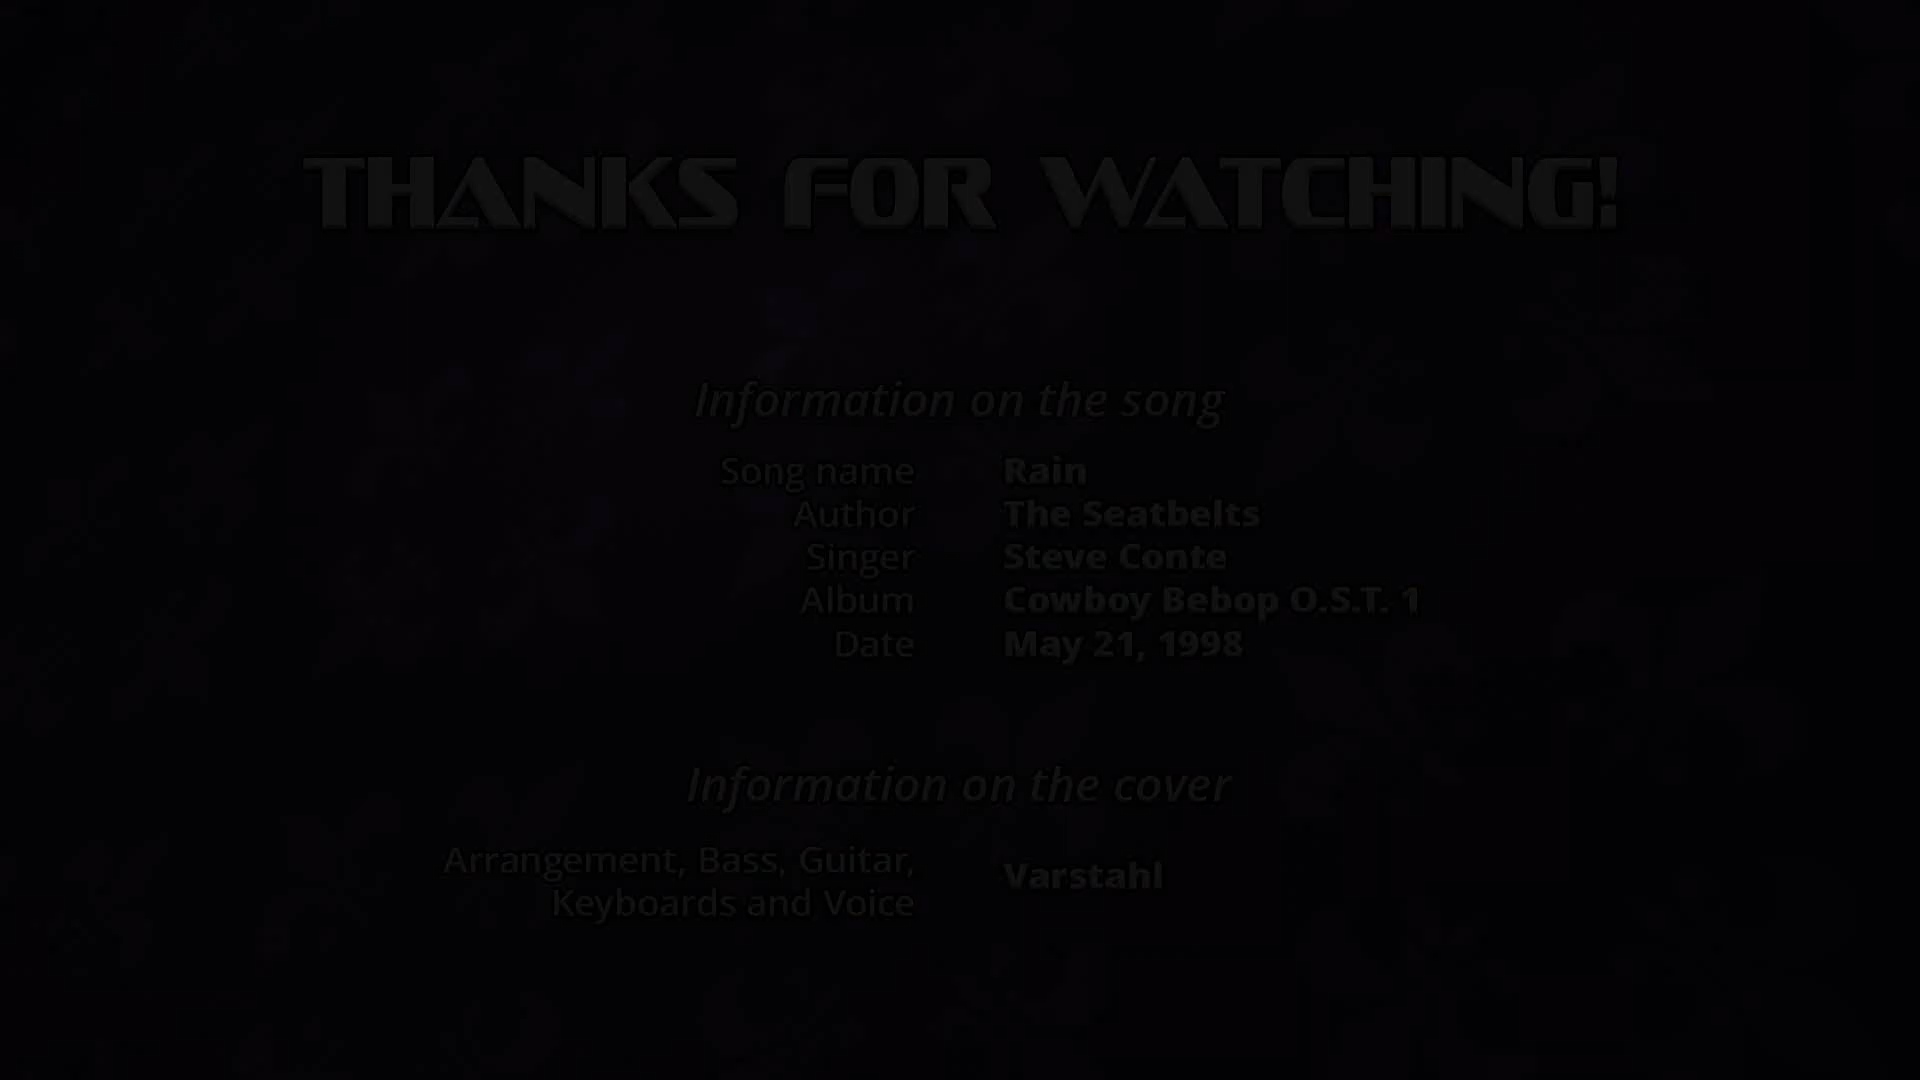 THANKS FOR WATCHING!
Information on the song
Song name Rain
Author The Seatbelts
Singer Steve Conte
Album Cowboy Bebop O.S.T. 1
Date May 21, 1998
Information on the cover
Arrangement, Bass, Guitar,
Keyboards and Voice
Varstahl